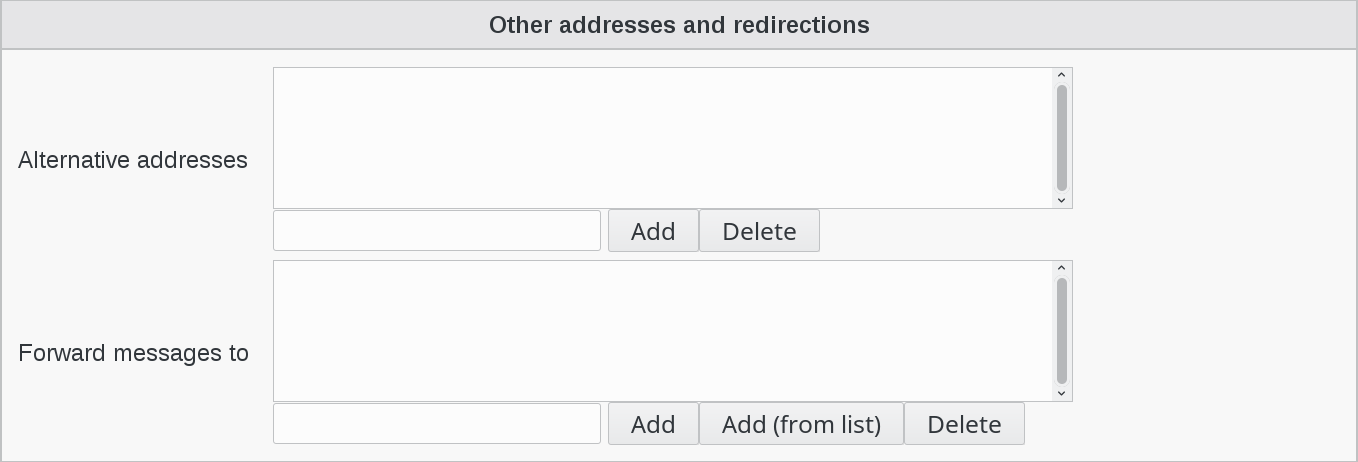 Other addresses and redirections
Alternative addresses
Add Delete
Forward messages to
Add Add (from list) Delete